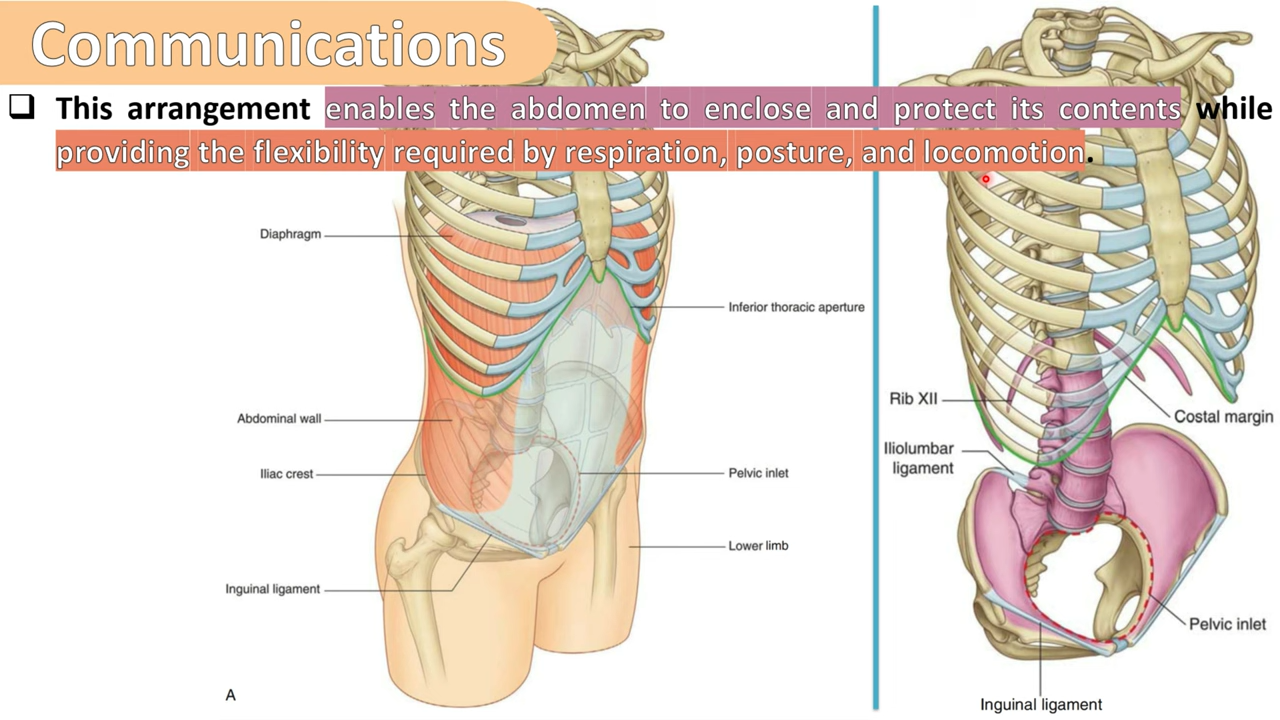 Communications
❑ This arrangement enables the abdomen to enclose and protect its contents while
providing the flexibility required by respiration, posture, and locomotion.
Diaphragm
Inferior thoracic aperture
Abdominal wall
Iliac crest
Pelvic inlet
Lower limb
Inguinal ligament
A
Rib XII
Costal margin
Iliolumbar
ligament
Pelvic inlet
Inguinal ligament